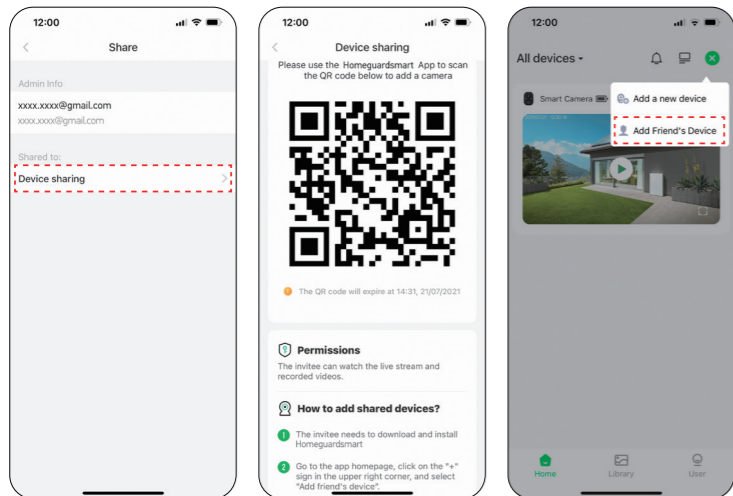 12:00
Share
Admin Info
xxxx.xxxx@gmail.com
xxxx.xxxx@gmail.com
Shared to:
Device sharing
12:00
Device sharing
Please use the Homeguardsmart App to scan
the QR code below to add a camera
The QR code will expire at 14:31, 21/07/2021
Permissions
The invitee can watch the live stream and
recorded videos.
How to add shared devices?
1 The invitee needs to download and install
Homeguardsmart
2 Go to the app homepage, click on the "+"
sign in the upper right corner, and select
"Add friend's device".
12:00
All devices
Add a new device
Smart Camera
Add Friend's Device
Home
Library
User